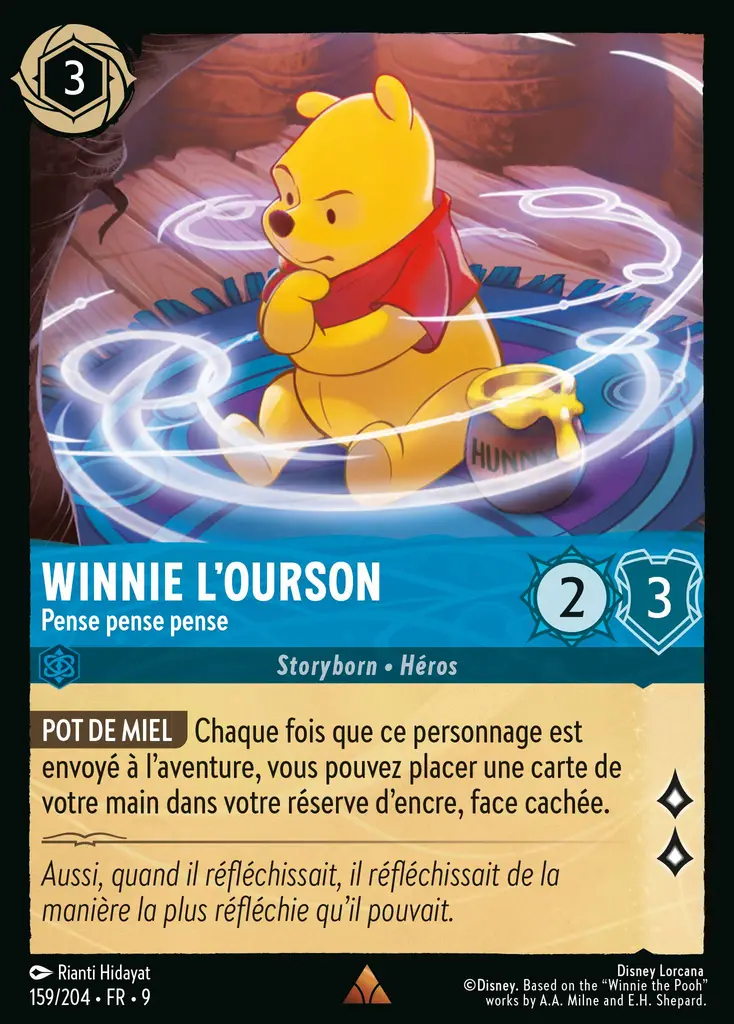 3
HUNN
WINNIE L'OURSON
Pense pense pense
2
3
Storyborn • Héros
POT DE MIEL Chaque fois que ce personnage est
envoyé à l'aventure, vous pouvez placer une carte de
votre main dans votre réserve d'encre, face cachée.
Aussi, quand il réfléchissait, il réfléchissait de la
manière la plus réfléchie qu'il pouvait.
Rianti Hidayat
159/204 • FR • 9
Disney Lorcana
©Disney. Based on the “Winnie the Pooh”
works by A.A. Milne and E.H. Shepard.